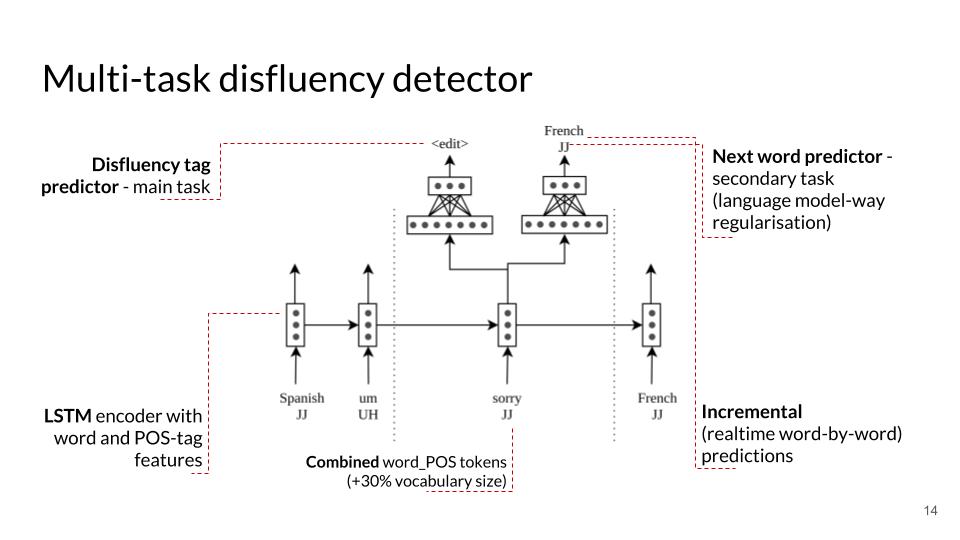 Multi-task disfluency detector
<edit>
French
JJ
Disfluency tag
predictor - main task
Next word predictor -
secondary task
(language model-way
regularisation)
Spanish
JJ
um
UH
sorry
JJ
French
JJ
LSTM encoder with
word and POS-tag
features
Combined word_POS tokens
(+30% vocabulary size)
Incremental
(realtime word-by-word)
predictions
14